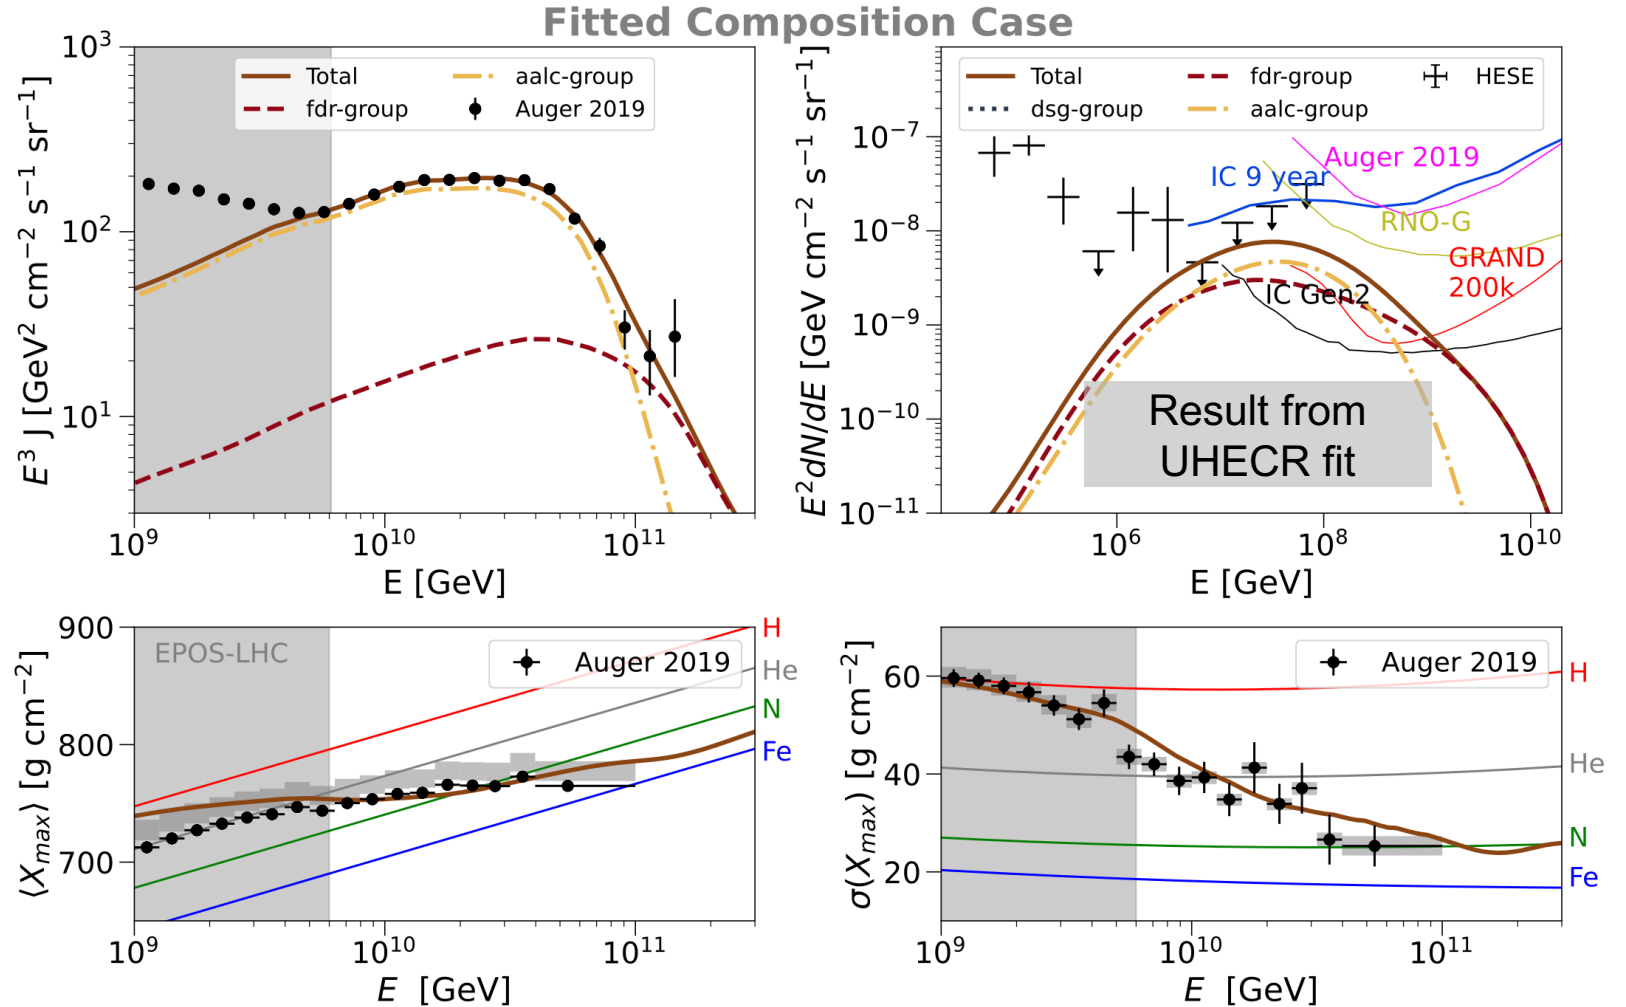 Fitted Composition Case
10³
10²
10¹
E³ J [GeV² cm⁻² s⁻¹ sr⁻¹]
Total
fdr-group
aalc-group
Auger 2019
10⁹
10¹⁰
10¹¹
E [GeV]
E²dN/dE [GeV cm⁻² s⁻¹ sr⁻¹]
10⁻⁷
10⁻⁸
10⁻⁹
10⁻¹⁰
10⁻¹¹
Total
dsg-group
fdr-group
aalc-group
HESE
Auger 2019
IC 9 year
RNO-G
GRAND
200k
IC Gen2
Result from
UHECR fit
10⁶
10⁸
10¹⁰
E [GeV]
⟨Xmax⟩ [g cm⁻²]
900
800
700
EPOS-LHC
Auger 2019
H
He
N
Fe
10⁹
10¹⁰
10¹¹
E [GeV]
σ(Xmax) [g cm⁻²]
60
40
20
Auger 2019
H
He
N
Fe
10⁹
10¹⁰
10¹¹
E [GeV]